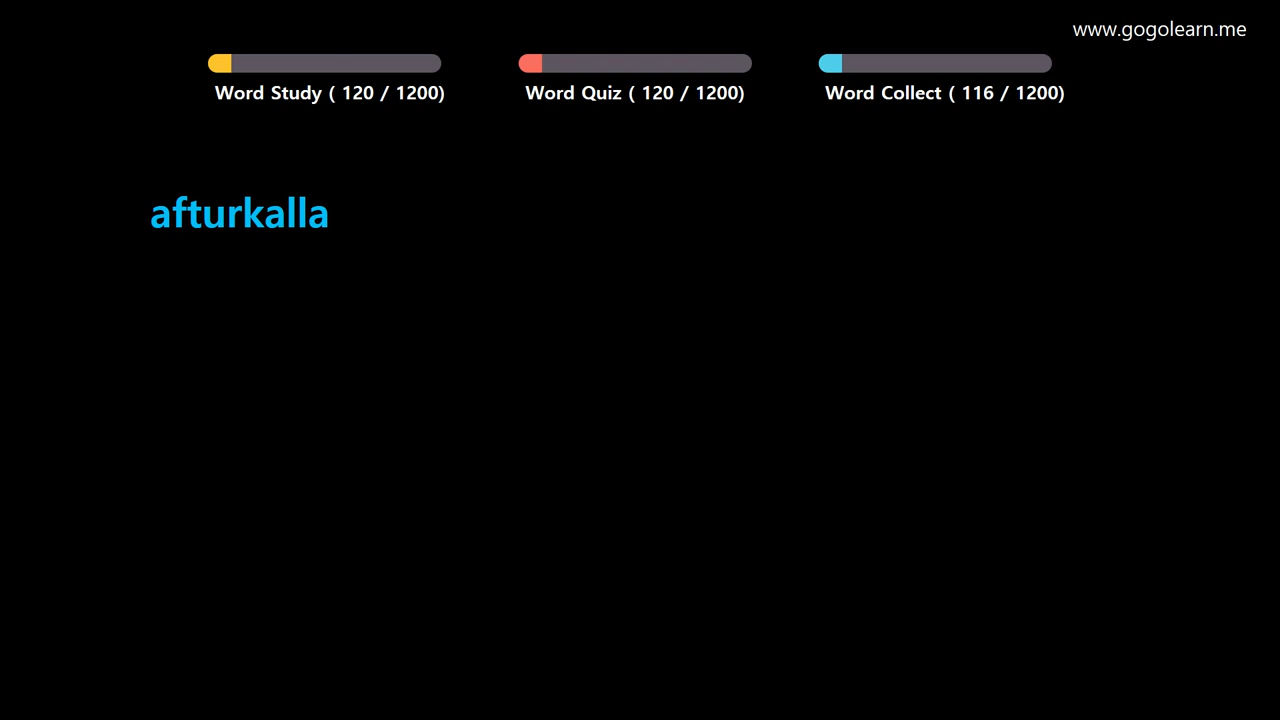 www.gogolearn.me
Word Study ( 120 / 1200)
Word Quiz ( 120 / 1200)
Word Collect ( 116 / 1200)
afturkalla